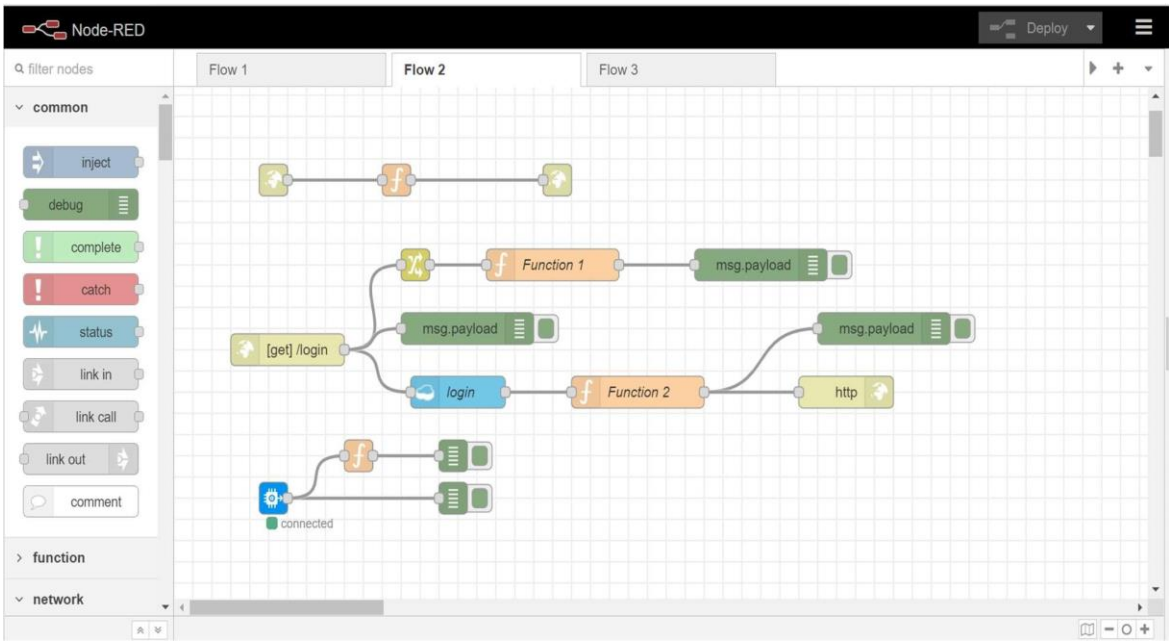 Node-RED
Deploy
filter nodes
Flow 1
Flow 2
Flow 3
common
inject
debug
complete
catch
status
link in
link call
link out
comment
function
network
Function 1
msg.payload
msg.payload
msg.payload
[get] /login
login
Function 2
http
connected